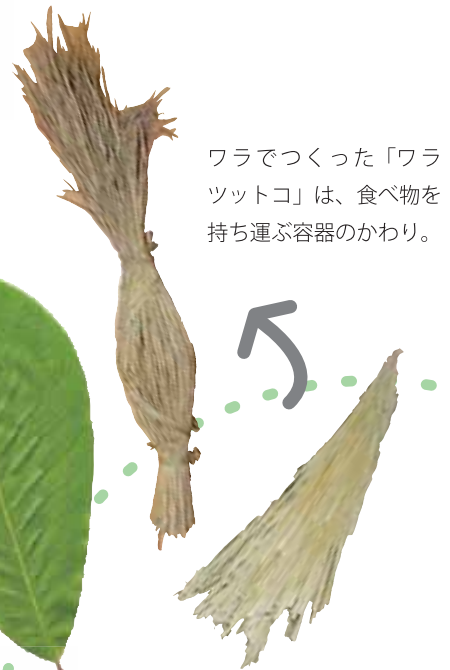 ワラでつくった「ワラ
ツットコ」は、食べ物を
持ち運ぶ容器のかわり。